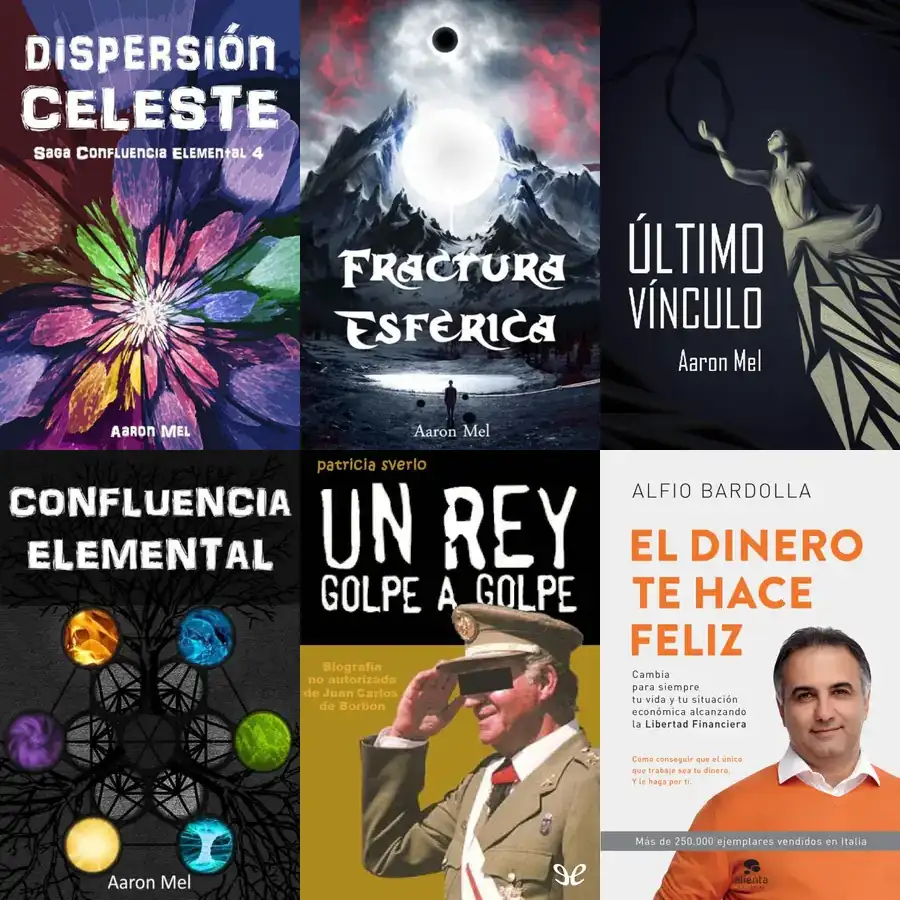 DISPERSIÓN
CELESTE
SAGA CONFLUENCIA ELEMENTAL 4
AARON MEL
FRACTURA
ESFÉRICA
Aaron Mel
ÚLTIMO
VÍNCULO
Aaron Mel
CONFLUENCIA
ELEMENTAL
Aaron Mel
patricia sverlo
UN REY
GOLPE A GOLPE
Biografía
no autorizada
de Juan Carlos
de Borbón
ALFIO BARDOLLA
EL DINERO
TE HACE
FELIZ
Cambia
para siempre
tu vida y tu situación
económica alcanzando
la Libertad Financiera
Cómo conseguir que el único
que trabaje sea tu dinero.
Y lo haga por ti.
Más de 250.000 ejemplares vendidos en Italia
alienta